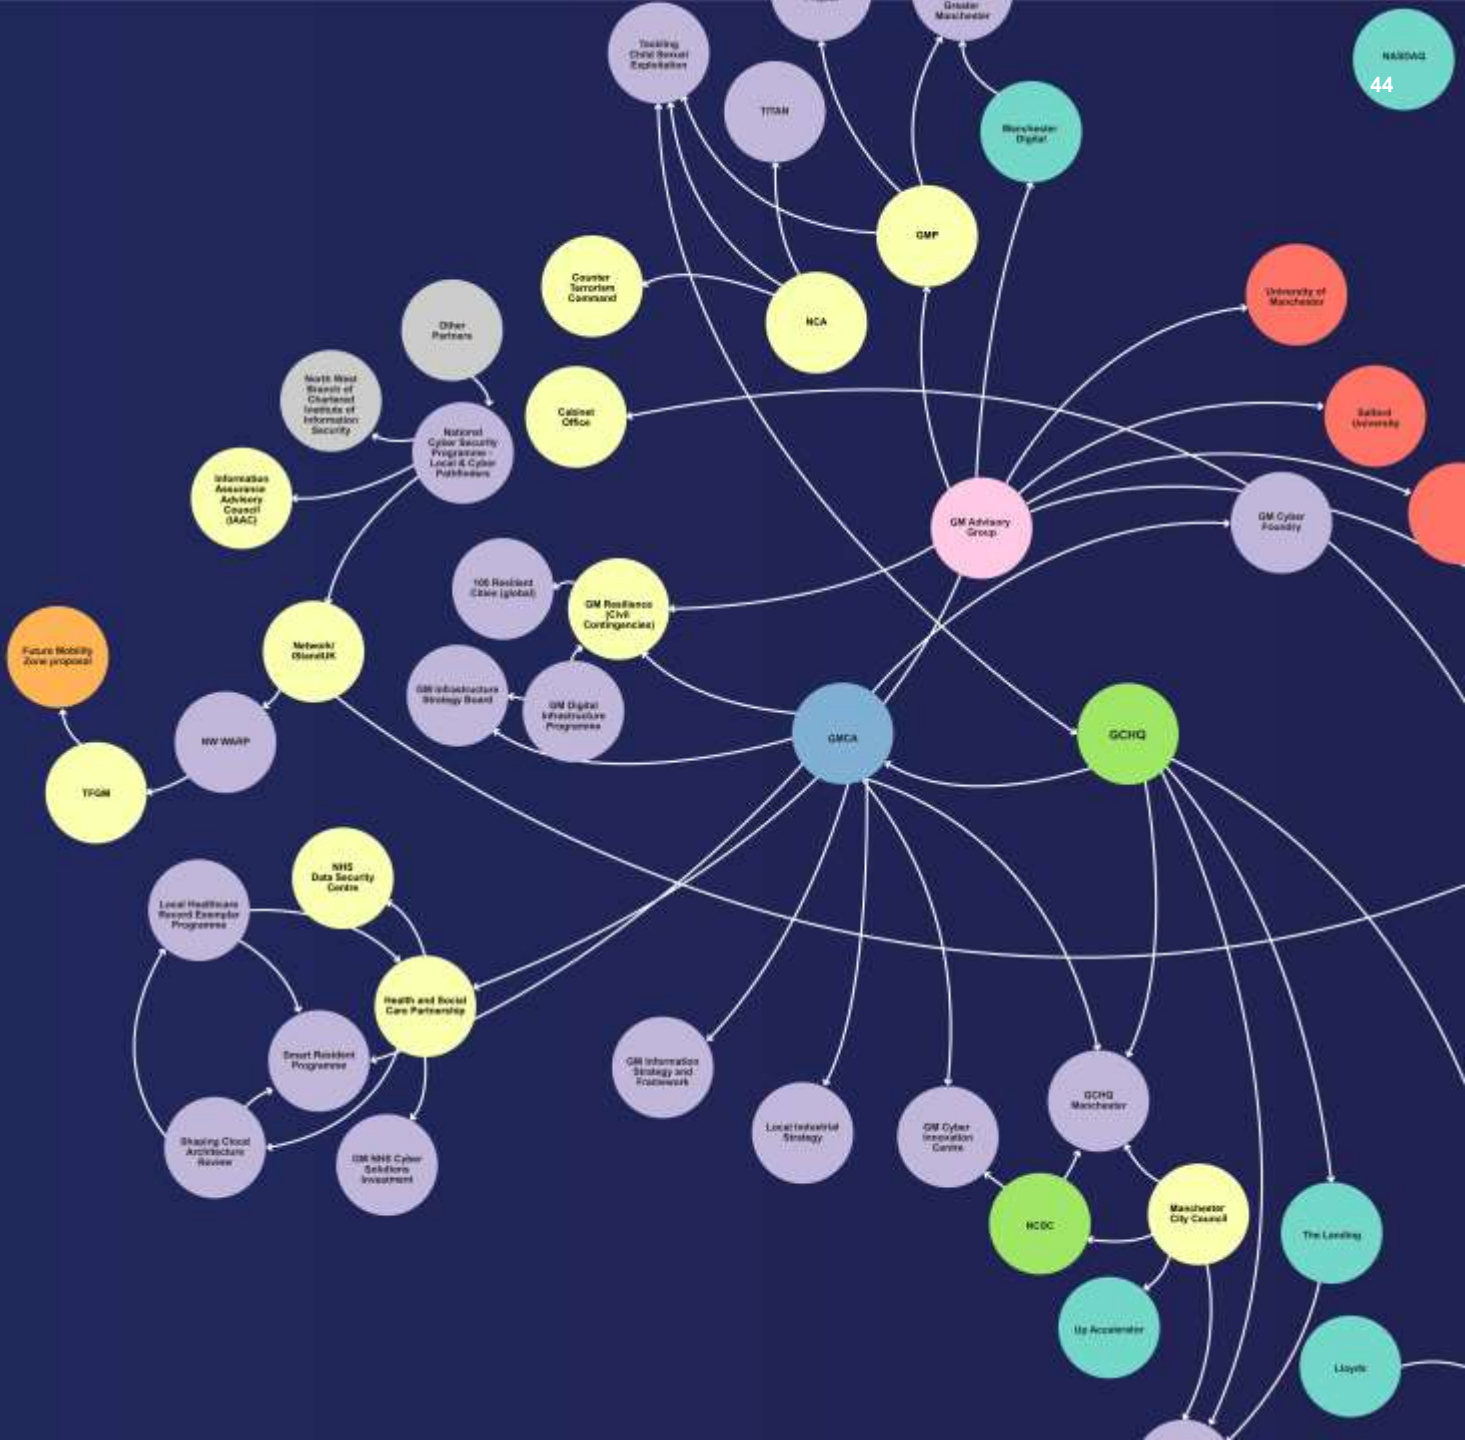 Greater
Manchester
Tackling
Child Sexual
Exploitation
NASDAQ
44
TITAN
Manchester
Digital
GMP
Counter
Terrorism
Command
University of
Manchester
Other
Partners
NCA
North West
Branch of
Chartered
Institute of
Information
Security
Cabinet
Office
Salford
University
National
Cyber Security
Programme -
Local & Cyber
Pathfinders
Information
Assurance
Advisory
Council
(IAAC)
GM Advisory
Group
GM Cyber
Foundry
100 Resilient
Cities (global)
GM Resilience
(Civil
Contingencies)
Future Mobility
Zone proposal
Network/
iStandUK
GM Infrastructure
Strategy Board
GM Digital
Infrastructure
Programme
NW WARP
GMCA
GCHQ
TFGM
NHS
Data Security
Centre
Local Healthcare
Record Exemplar
Programme
Health and Social
Care Partnership
Smart Resident
Programme
GM Information
Strategy and
Framework
GCHQ
Manchester
Local Industrial
Strategy
GM Cyber
Innovation
Centre
Shaping Cloud
Architecture
Review
GM NHS Cyber
Solutions
Investment
Manchester
City Council
The Landing
Up Accelerator
Lloyds